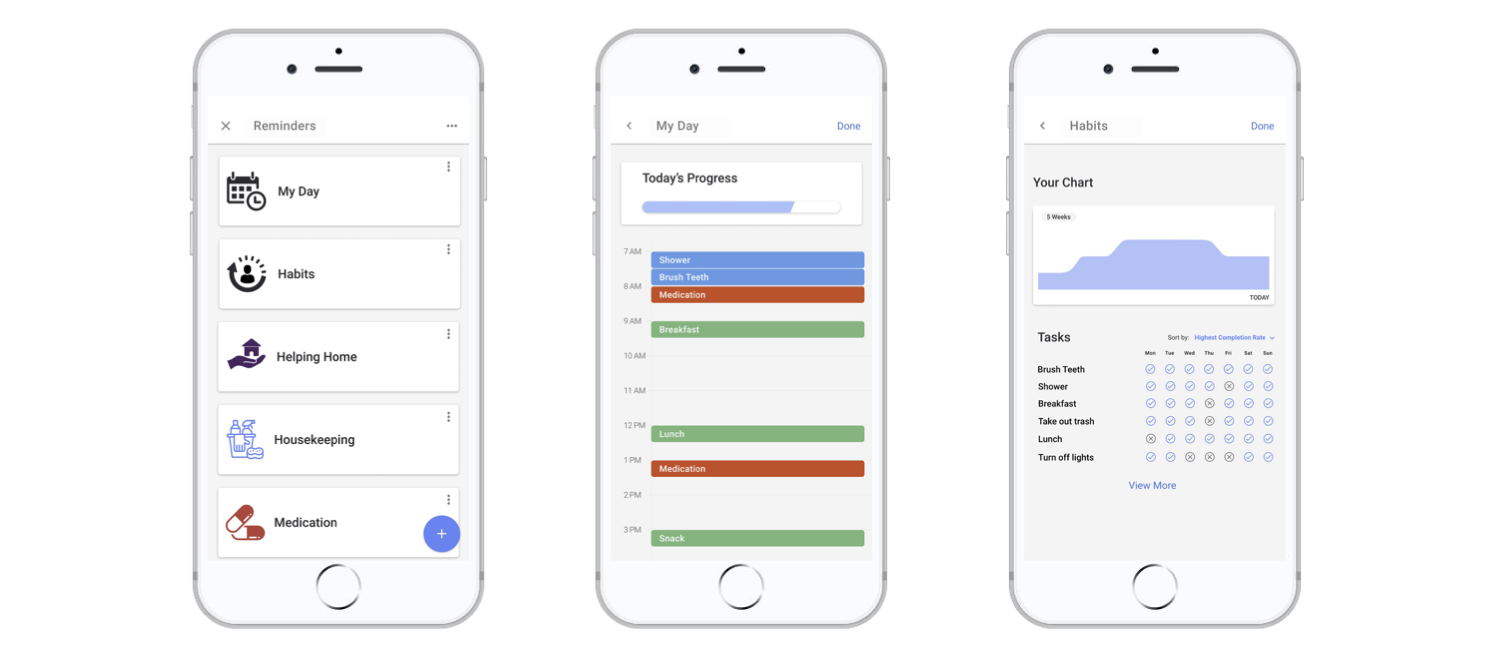 Reminders
My Day
Habits
Helping Home
Housekeeping
Medication
My Day
Done
Today's Progress
7 AM
Shower
Brush Teeth
8 AM
Medication
9 AM
Breakfast
10 AM
11 AM
12 PM
Lunch
1 PM
Medication
2 PM
3 PM
Snack
Habits
Done
Your Chart
5 Weeks
TODAY
Tasks
Sort by: Highest Completion Rate
Mon Tue Wed Thu Fri Sat Sun
Brush Teeth
Shower
Breakfast
Take out trash
Lunch
Turn off lights
View More